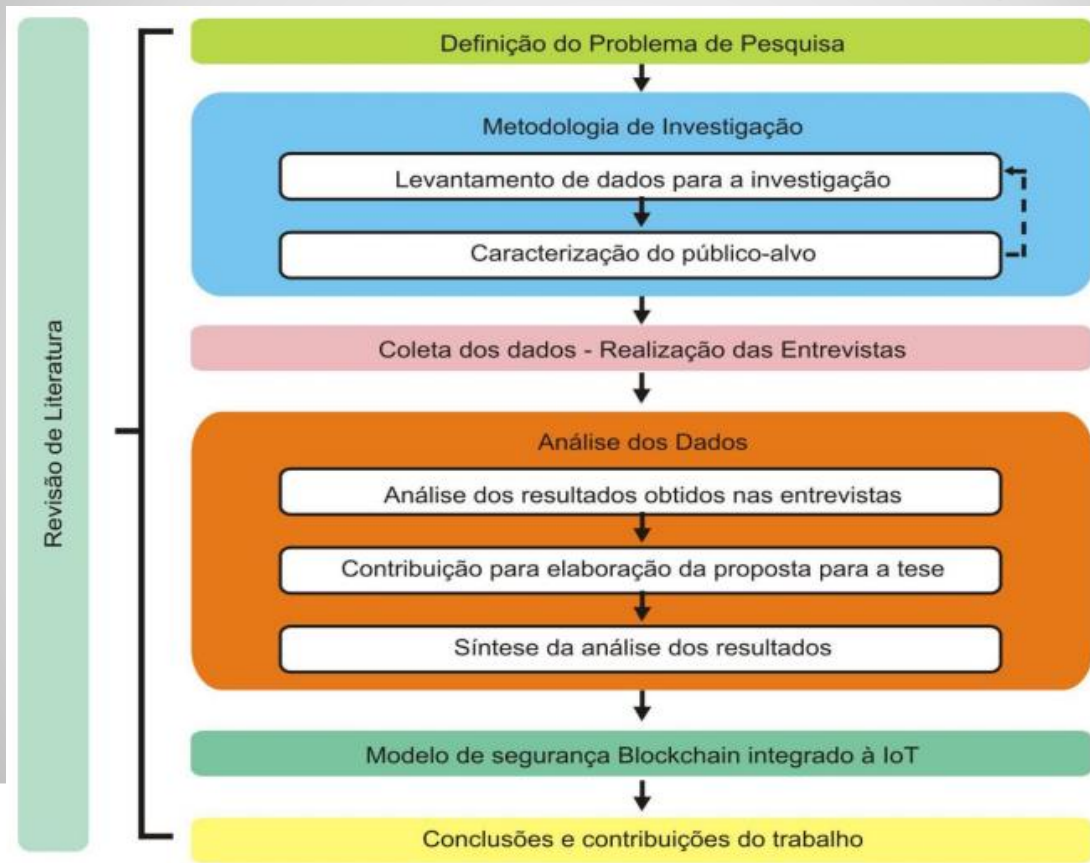 Revisão de Literatura
Definição do Problema de Pesquisa
Metodologia de Investigação
Levantamento de dados para a investigação
Caracterização do público-alvo
Coleta dos dados - Realização das Entrevistas
Análise dos Dados
Análise dos resultados obtidos nas entrevistas
Contribuição para elaboração da proposta para a tese
Síntese da análise dos resultados
Modelo de segurança Blockchain integrado à IoT
Conclusões e contribuições do trabalho